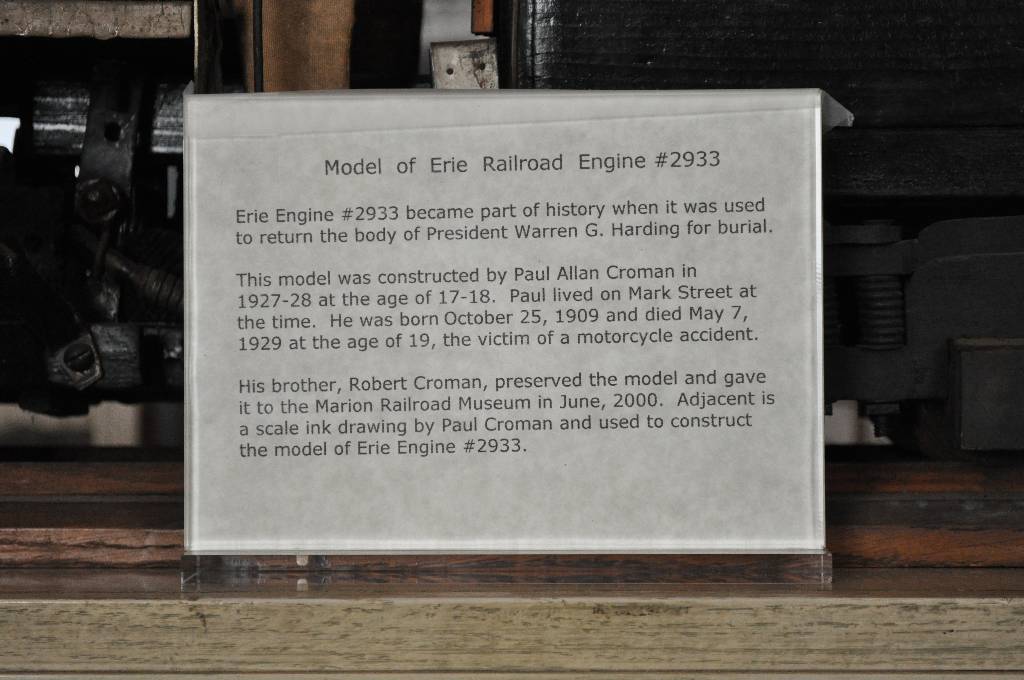 Model of Erie Railroad Engine #2933
Erie Engine #2933 became part of history when it was used
to return the body of President Warren G. Harding for burial.
This model was constructed by Paul Allan Croman in
1927-28 at the age of 17-18. Paul lived on Mark Street at
the time. He was born October 25, 1909 and died May 7,
1929 at the age of 19, the victim of a motorcycle accident.
His brother, Robert Croman, preserved the model and gave
it to the Marion Railroad Museum in June, 2000. Adjacent is
a scale ink drawing by Paul Croman and used to construct
the model of Erie Engine #2933.